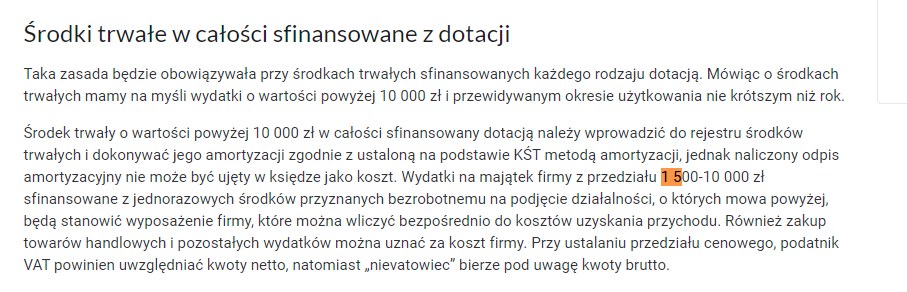 Środki trwałe w całości sfinansowane z dotacji
Taka zasada będzie obowiązywała przy środkach trwałych sfinansowanych każdego rodzaju dotacją. Mówiąc o środkach
trwałych mamy na myśli wydatki o wartości powyżej 10 000 zł i przewidywanym okresie użytkowania nie krótszym niż rok.
Środek trwały o wartości powyżej 10 000 zł w całości sfinansowany dotacją należy wprowadzić do rejestru środków
trwałych i dokonywać jego amortyzacji zgodnie z ustaloną na podstawie KŚT metodą amortyzacji, jednak naliczony odpis
amortyzacyjny nie może być ujęty w księdze jako koszt. Wydatki na majątek firmy z przedziału 1 500-10 000 zł
sfinansowane z jednorazowych środków przyznanych bezrobotnemu na podjęcie działalności, o których mowa powyżej,
będą stanowić wyposażenie firmy, które można wliczyć bezpośrednio do kosztów uzyskania przychodu. Również zakup
towarów handlowych i pozostałych wydatków można uznać za koszt firmy. Przy ustalaniu przedziału cenowego, podatnik
VAT powinien uwzględniać kwoty netto, natomiast „nievatowiec” bierze pod uwagę kwoty brutto.